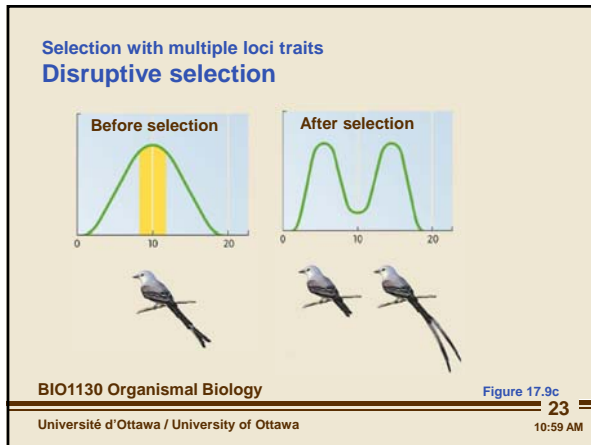 Selection with multiple loci traits
Disruptive selection
Before selection
After selection
0 10 20
0 10 20
BIO1130 Organismal Biology
Figure 17.9c
23
Université d'Ottawa / University of Ottawa
10:59 AM